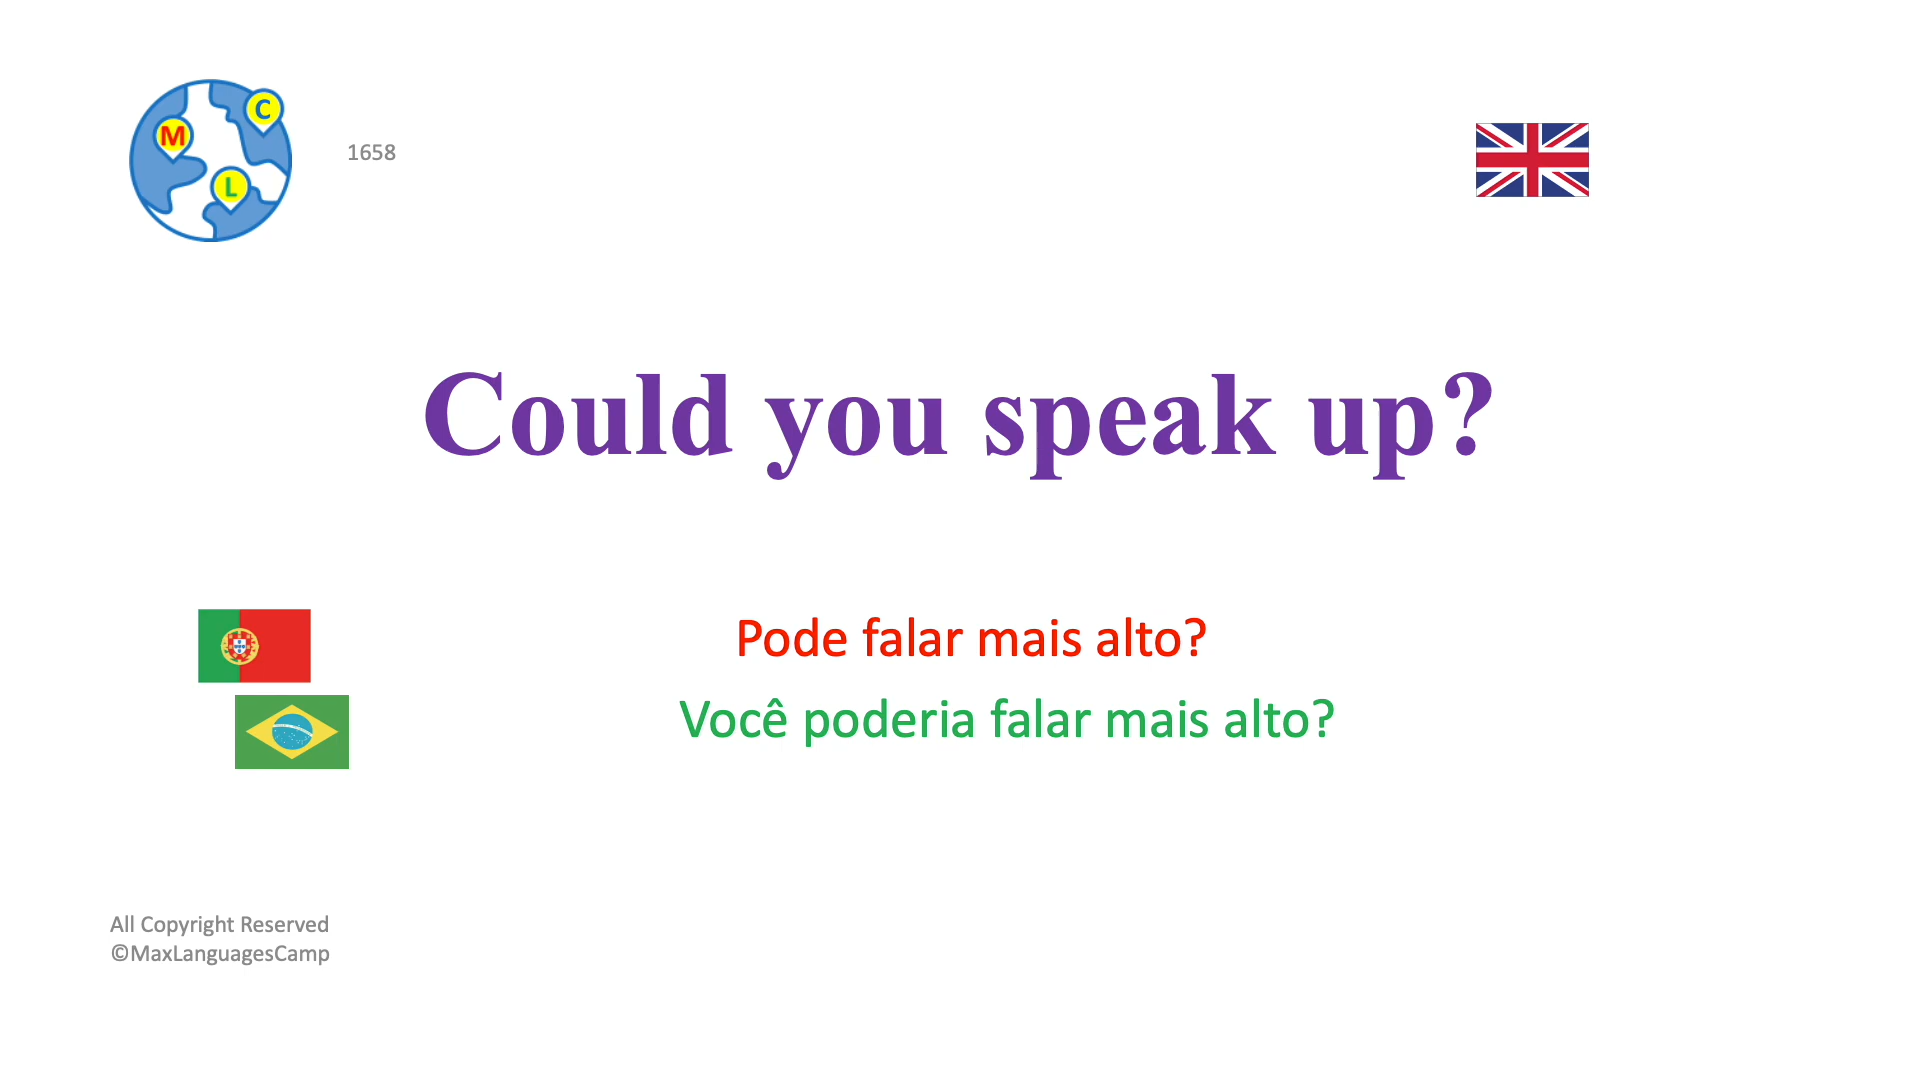 M
C
L
1658
Could you speak up?
Pode falar mais alto?
Você poderia falar mais alto?
All Copyright Reserved
©MaxLanguagesCamp